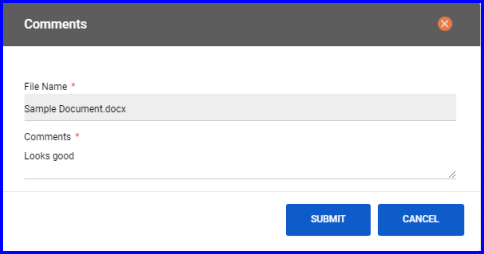 Comments
File Name *
Sample Document.docx
Comments *
Looks good
SUBMIT
CANCEL